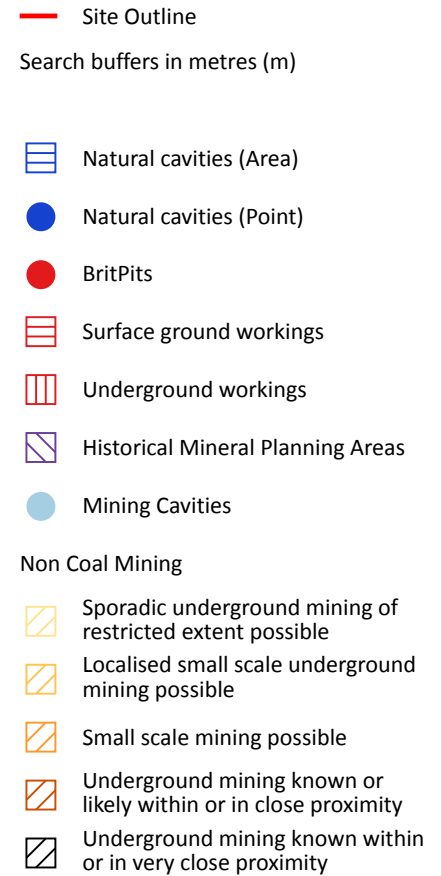 Site Outline
Search buffers in metres (m)
Natural cavities (Area)
Natural cavities (Point)
BritPits
Surface ground workings
Underground workings
Historical Mineral Planning Areas
Mining Cavities
Non Coal Mining
Sporadic underground mining of
restricted extent possible
Localised small scale underground
mining possible
Small scale mining possible
Underground mining known or
likely within or in close proximity
Underground mining known within
or in very close proximity